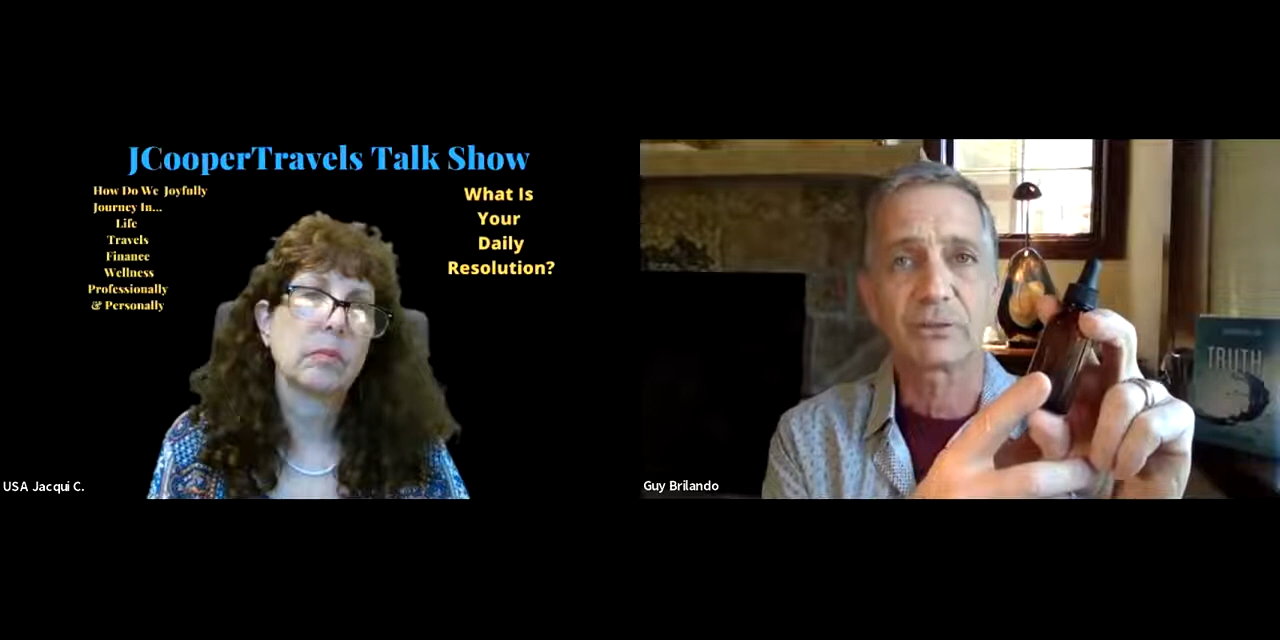 JCooperTravels Talk Show
How Do We Joyfully
Journey In...
Life
Travels
Finance
Wellness
Professionally
& Personally
What Is
Your
Daily
Resolution?
USA Jacqui C.
Guy Brilando
TRUTH